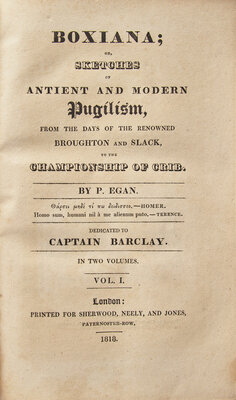 BOXIANA;
OR,
SKETCHES
OF
ANTIENT AND MODERN
Pugilism,
FROM THE DAYS OF THE RENOWNED
BROUGHTON AND SLACK,
TO THE
CHAMPIONSHIP OF CRIB.
BY P. EGAN.
—HOMER.
Homo sum, humani nil à me alienum puto.—TERENCE.
DEDICATED TO
CAPTAIN BARCLAY.
IN TWO VOLUMES.
VOL. I.
London:
PRINTED FOR SHERWOOD, NEELY, AND JONES,
PATERNOSTER-ROW,
1818.